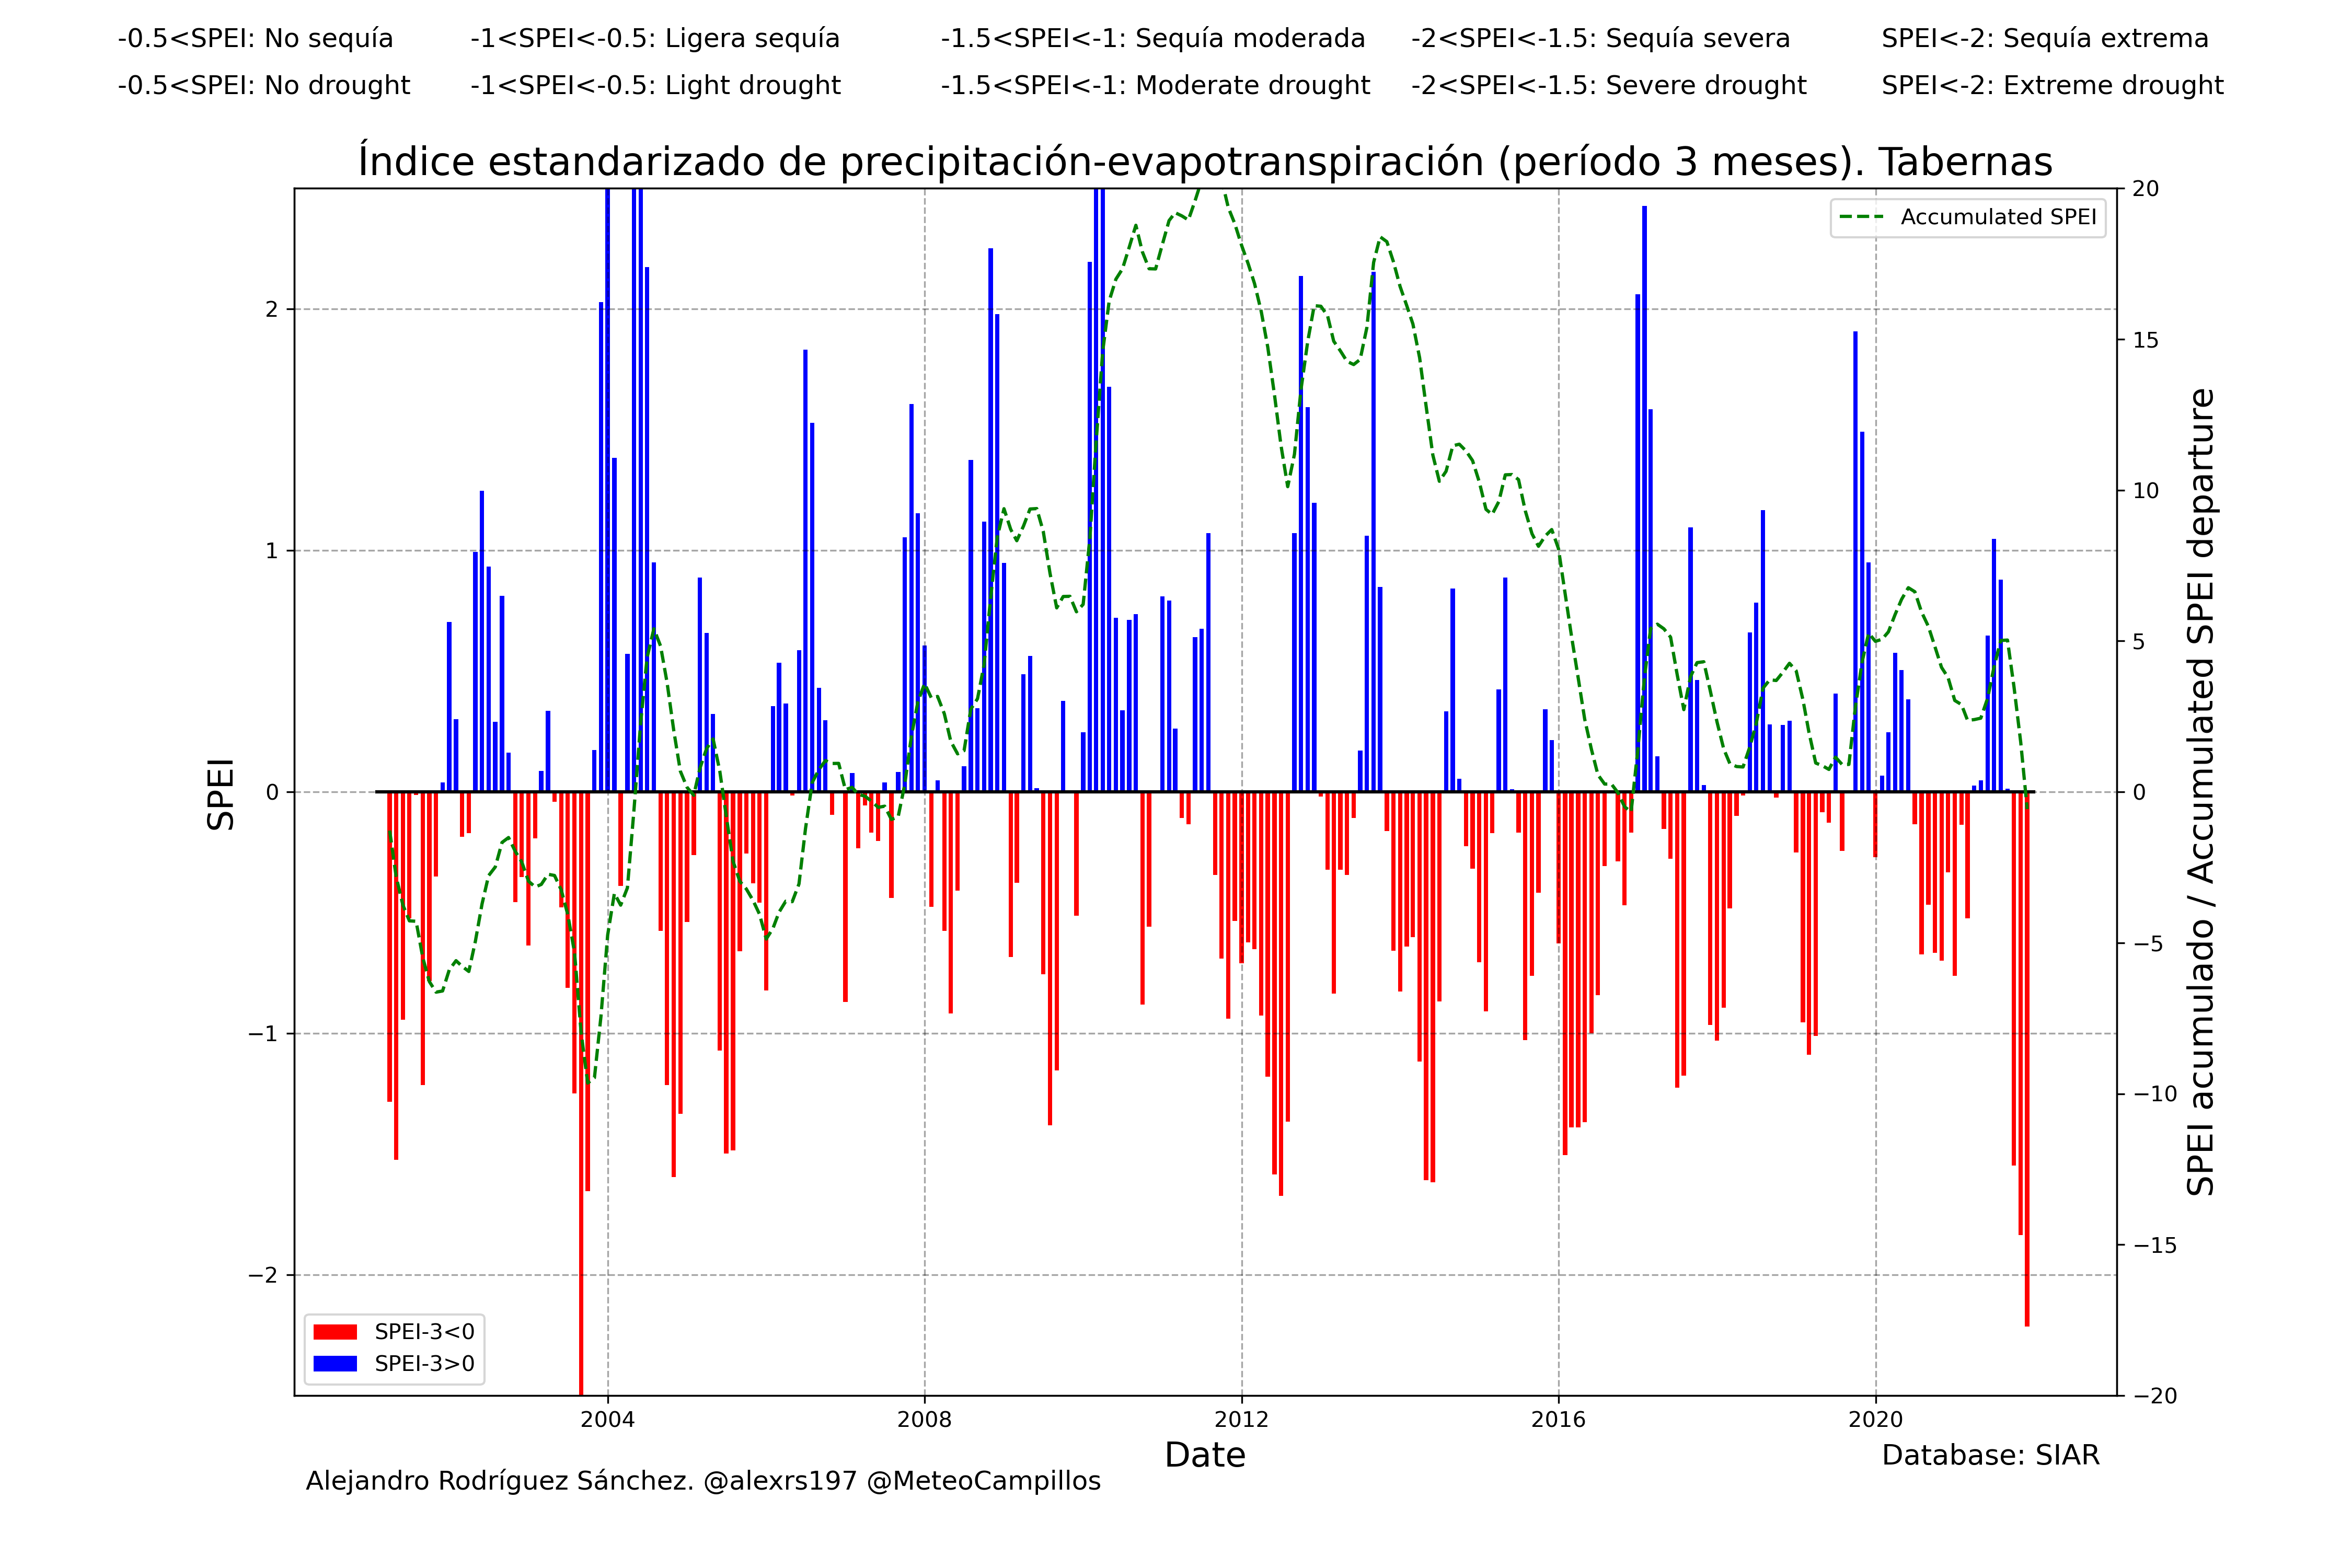 -0.5<SPEI: No sequía -1<SPEI<-0.5: Ligera sequía -1.5<SPEI<-1: Sequía moderada -2<SPEI<-1.5: Sequía severa SPEI<-2: Sequía extrema
-0.5<SPEI: No drought -1<SPEI<-0.5: Light drought -1.5<SPEI<-1: Moderate drought -2<SPEI<-1.5: Severe drought SPEI<-2: Extreme drought
Índice estandarizado de precipitación-evapotranspiración (período 3 meses). Tabernas
Accumulated SPEI
SPEI
2
1
0
−1
−2
20
15
10
5
0
−5
−10
−15
−20
SPEI acumulado / Accumulated SPEI departure
SPEI-3<0
SPEI-3>0
2004 2008 2012 2016 2020
Date
Database: SIAR
Alejandro Rodríguez Sánchez. @alexrs197 @MeteoCampillos